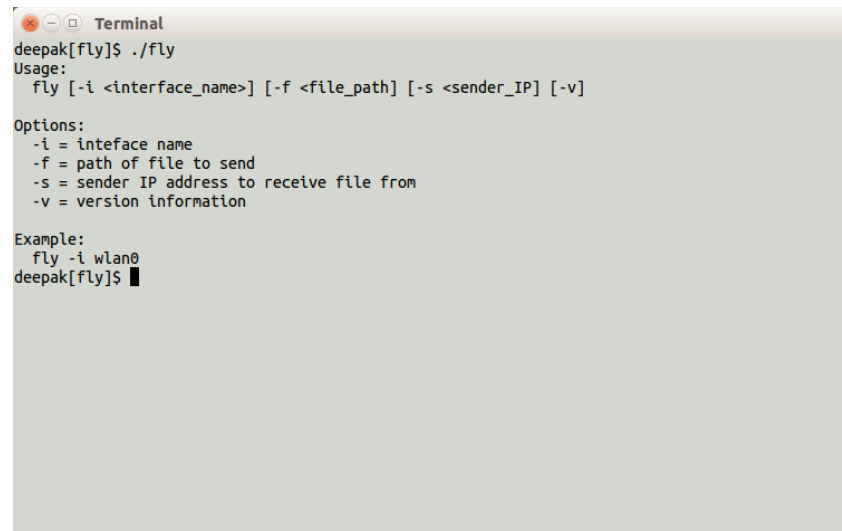 Terminal
deepak[fly]$ ./fly
Usage:
fly [-i <interface_name>] [-f <file_path] [-s <sender_IP] [-v]
Options:
-i = inteface name
-f = path of file to send
-s = sender IP address to receive file from
-v = version information
Example:
fly -i wlan0
deepak[fly]$